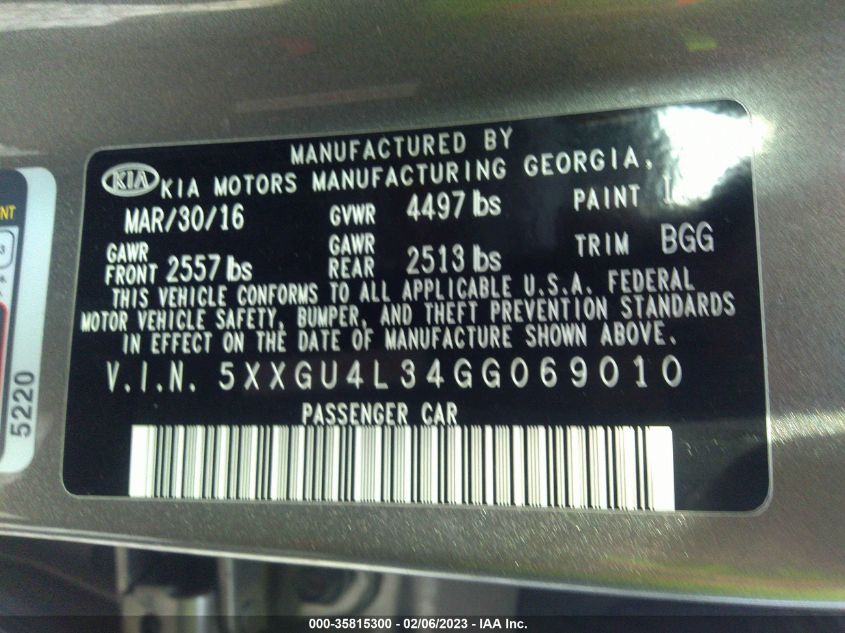 MANUFACTURED BY
KIA KIA MOTORS MANUFACTURING GEORGIA,
MAR/30/16 GVWR 4497 lbs PAINT
GAWR FRONT 2557 lbs GAWR REAR 2513 lbs TRIM BGG
THIS VEHICLE CONFORMS TO ALL APPLICABLE U.S.A. FEDERAL
MOTOR VEHICLE SAFETY, BUMPER, AND THEFT PREVENTION STANDARDS
IN EFFECT ON THE DATE OF MANUFACTURE SHOWN ABOVE.
V.I.N. 5XXGU4L34GG069010
PASSENGER CAR
5220
000-35815300 - 02/06/2023 - IAA Inc.